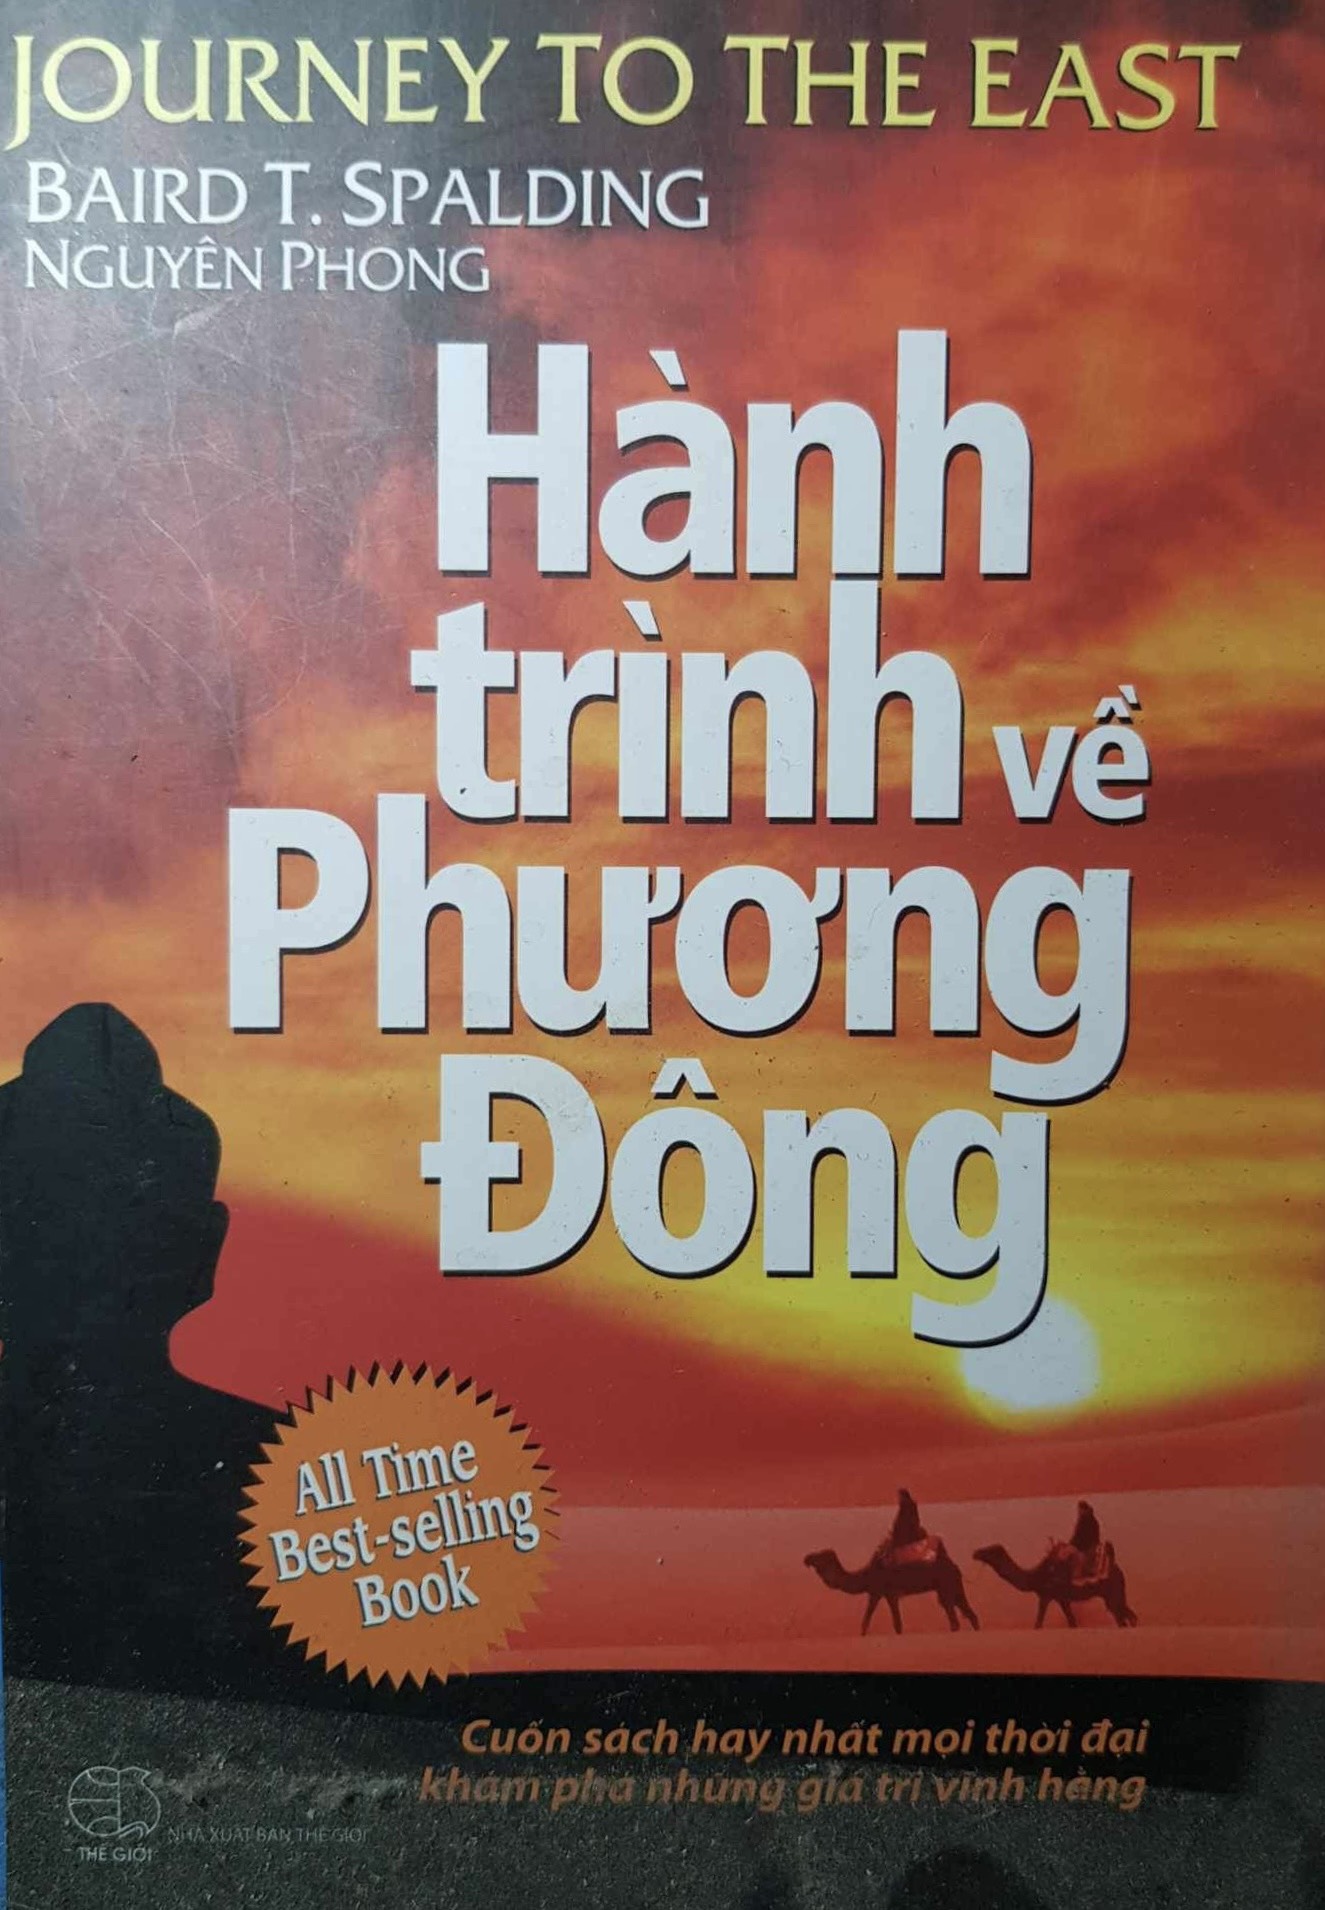 JOURNEY TO THE EAST
BAIRD T. SPALDING
NGUYÊN PHONG
Hành
trình về
Phương
Đông
All Time
Best-selling
Book
Cuốn sách hay nhất mọi thời đại
khám phá những giá trị vĩnh hằng
NHÀ XUẤT BẢN THẾ GIỚI
THẾ GIỚI